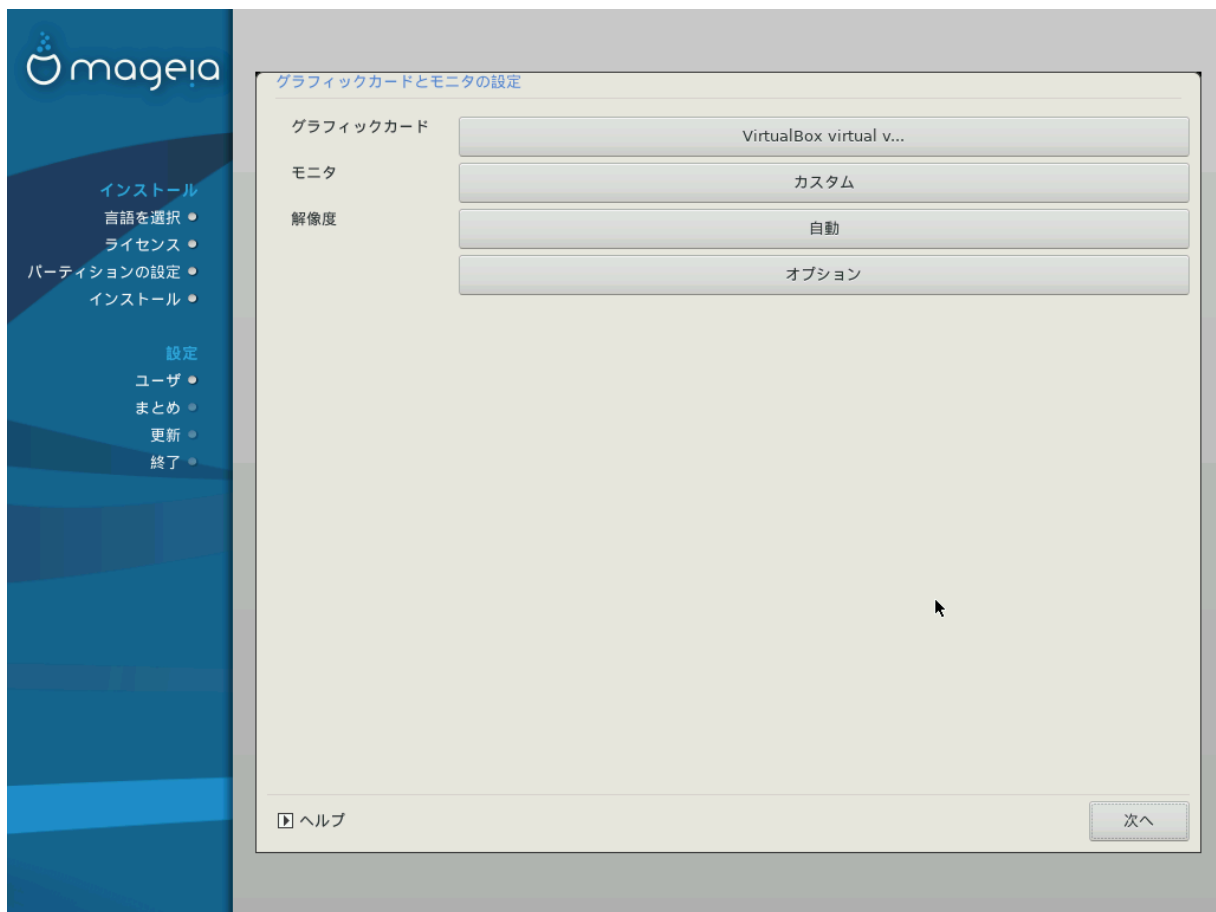 mageia
インストール
言語を選択
ライセンス
パーティションの設定
インストール
設定
ユーザ
まとめ
更新
終了
グラフィックカードとモニタの設定
グラフィックカード
VirtualBox virtual v...
モニタ
カスタム
解像度
自動
オプション
ヘルプ
次へ